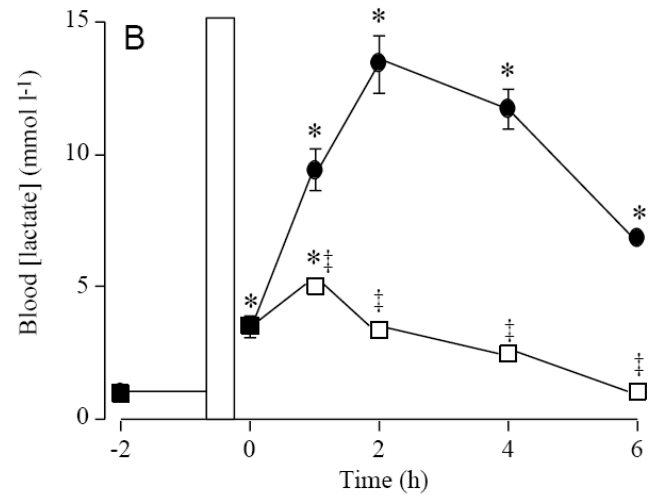 B
15
10
5
0
Blood [lactate] (mmol l-1)
* * * * *
*‡ ‡ ‡ ‡
-2 0 2 4 6
Time (h)